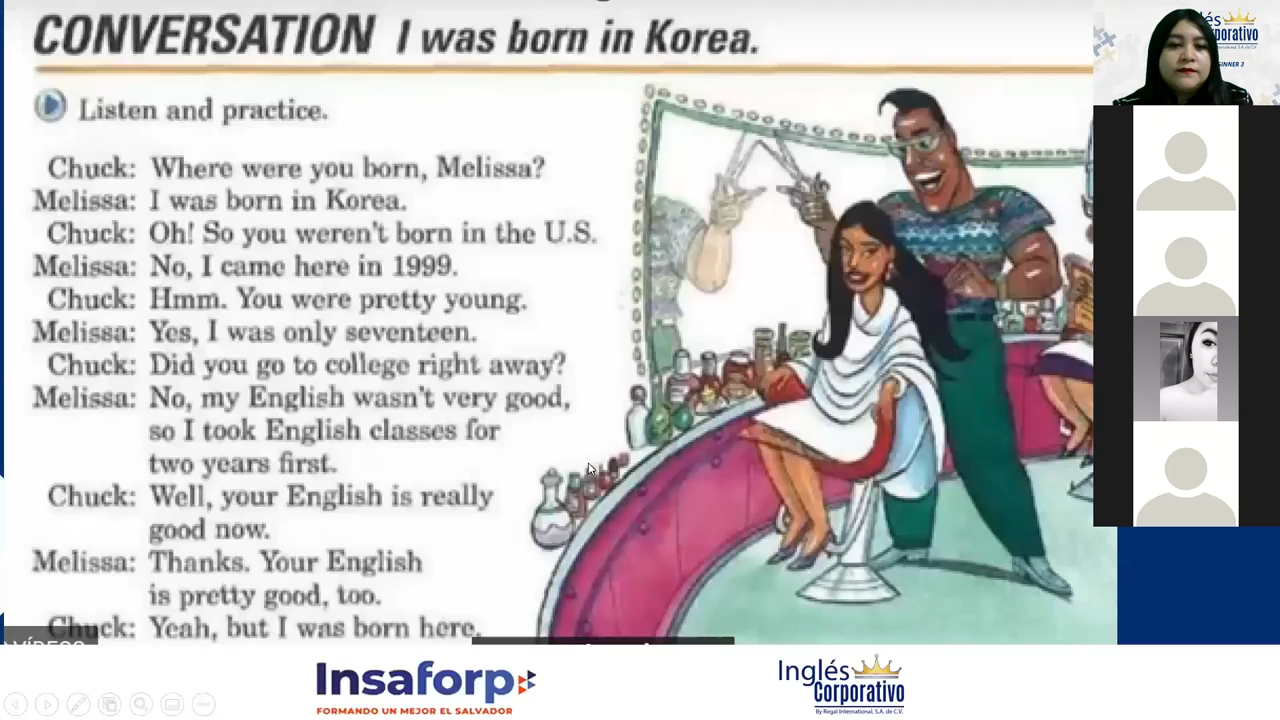 CONVERSATION I was born in Korea.
Listen and practice.
Chuck: Where were you born, Melissa?
Melissa: I was born in Korea.
Chuck: Oh! So you weren't born in the U.S.
Melissa: No, I came here in 1999.
Chuck: Hmm. You were pretty young.
Melissa: Yes, I was only seventeen.
Chuck: Did you go to college right away?
Melissa: No, my English wasn't very good,
so I took English classes for
two years first.
Chuck: Well, your English is really
good now.
Melissa: Thanks. Your English
is pretty good, too.
Chuck: Yeah, but I was born here.
Insaforp
FORMANDO UN MEJOR EL SALVADOR
Inglés
Corporativo
By Regal International, S.A. de C.V.